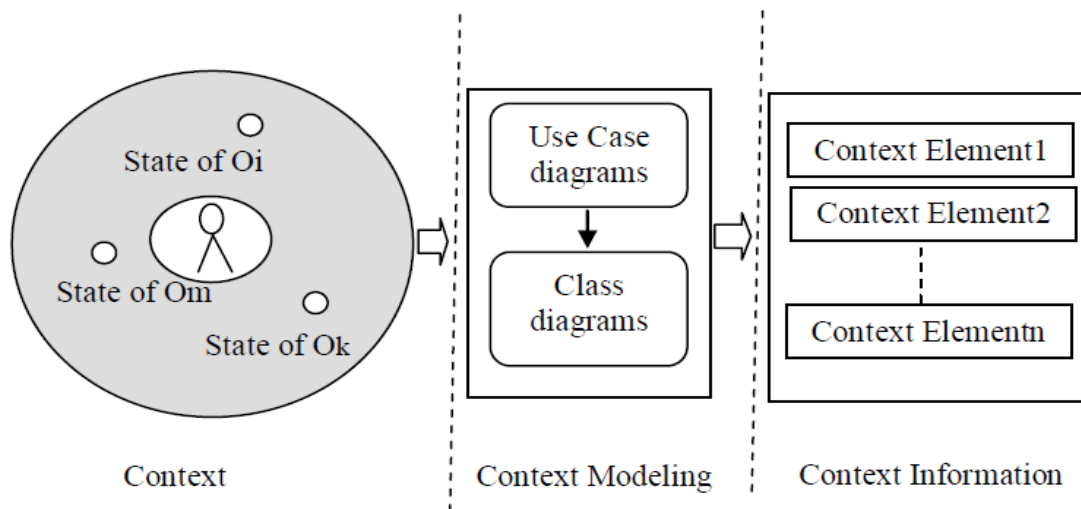 State of Oi
State of Om
State of Ok
Context
Use Case
diagrams
Class
diagrams
Context Modeling
Context Element1
Context Element2
Context Elementn
Context Information